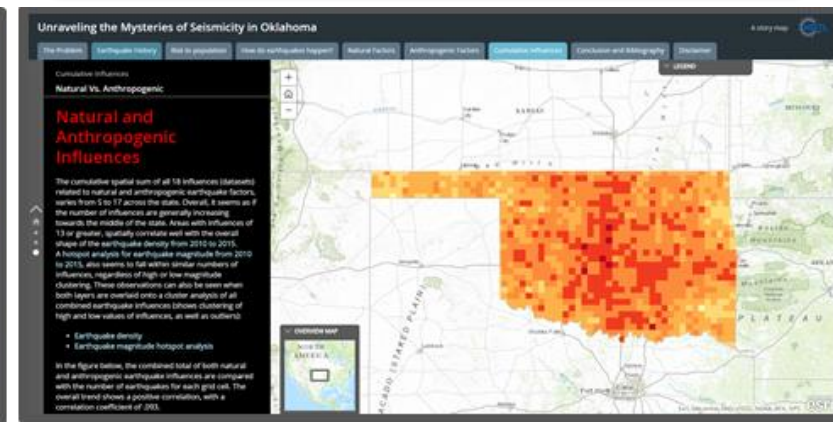 Unraveling the Mysteries of Seismicity in Oklahoma
A story map
The Problem
Earthquake History
Risk to population
How do earthquakes happen?
Natural Factors
Anthropogenic Factors
Cumulative Influences
Conclusion and Bibliography
Disclaimer
Cumulative Influences
Natural Vs. Anthropogenic
Natural and
Anthropogenic
Influences
The cumulative spatial sum of all 18 influences (datasets)
related to natural and anthropogenic earthquake factors,
varies from 5 to 17 across the state. Overall, it seems as if
the number of influences are generally increasing
towards the middle of the state. Areas with influences of
13 or greater, spatially correlate well with the overall
shape of the earthquake density from 2010 to 2015.
A hotspot analysis for earthquake magnitude from 2010
to 2015, also seems to fall within similar numbers of
influences, regardless of high or low magnitude
clustering. These observations can also be seen when
both layers are overlaid onto a cluster analysis of all
combined earthquake influences (shows clustering of
high and low values of influences, as well as outliers):
• Earthquake density
• Earthquake magnitude hotspot analysis
In the figure below, the combined total of both natural
and anthropogenic earthquake influences are compared
with the number of earthquakes for each grid cell. The
overall trend shows a positive correlation, with a
correlation coefficient of .093.
+
−
LEGEND
KANSAS
MISSOURI
PLATEAU
OVERVIEW MAP
NORTH
AMERICA
esri